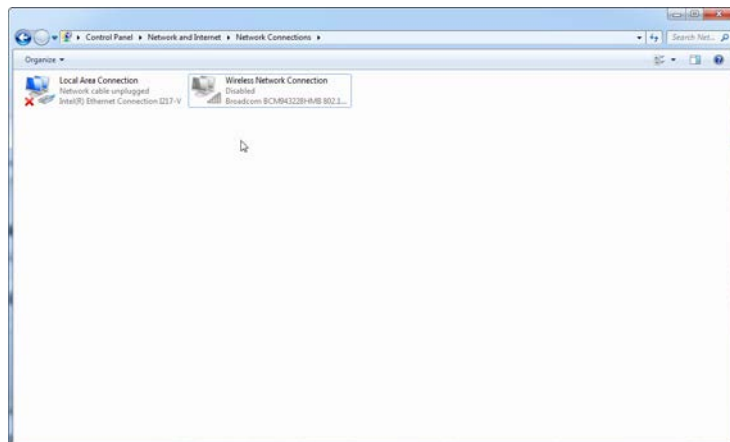 Control Panel ▸ Network and Internet ▸ Network Connections ▸
Search Net...
Organize
Local Area Connection
Network cable unplugged
Intel(R) Ethernet Connection I217-V
Wireless Network Connection
Disabled
Broadcom BCM943228HMB 802.1...